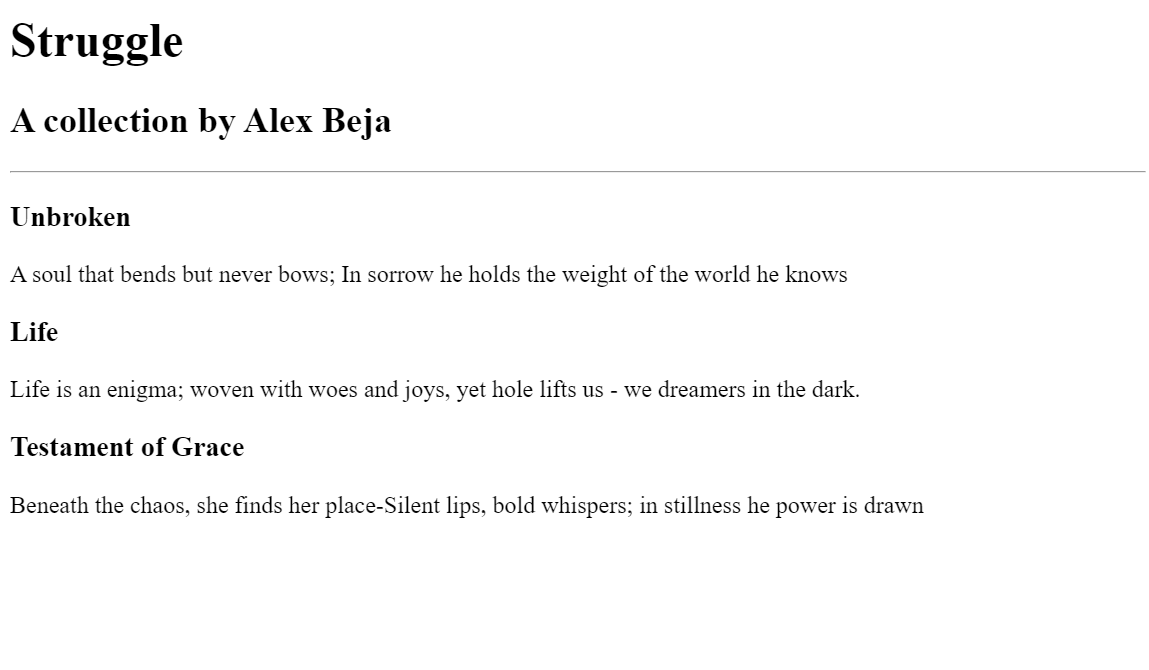 Struggle
A collection by Alex Beja
Unbroken
A soul that bends but never bows; In sorrow he holds the weight of the world he knows
Life
Life is an enigma; woven with woes and joys, yet hole lifts us - we dreamers in the dark.
Testament of Grace
Beneath the chaos, she finds her place-Silent lips, bold whispers; in stillness he power is drawn